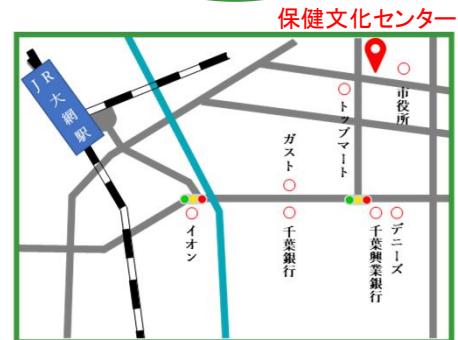 保健文化センター
JR大網駅
市役所
トップマート
ガスト
イオン
千葉銀行
千葉興業銀行
デニーズ